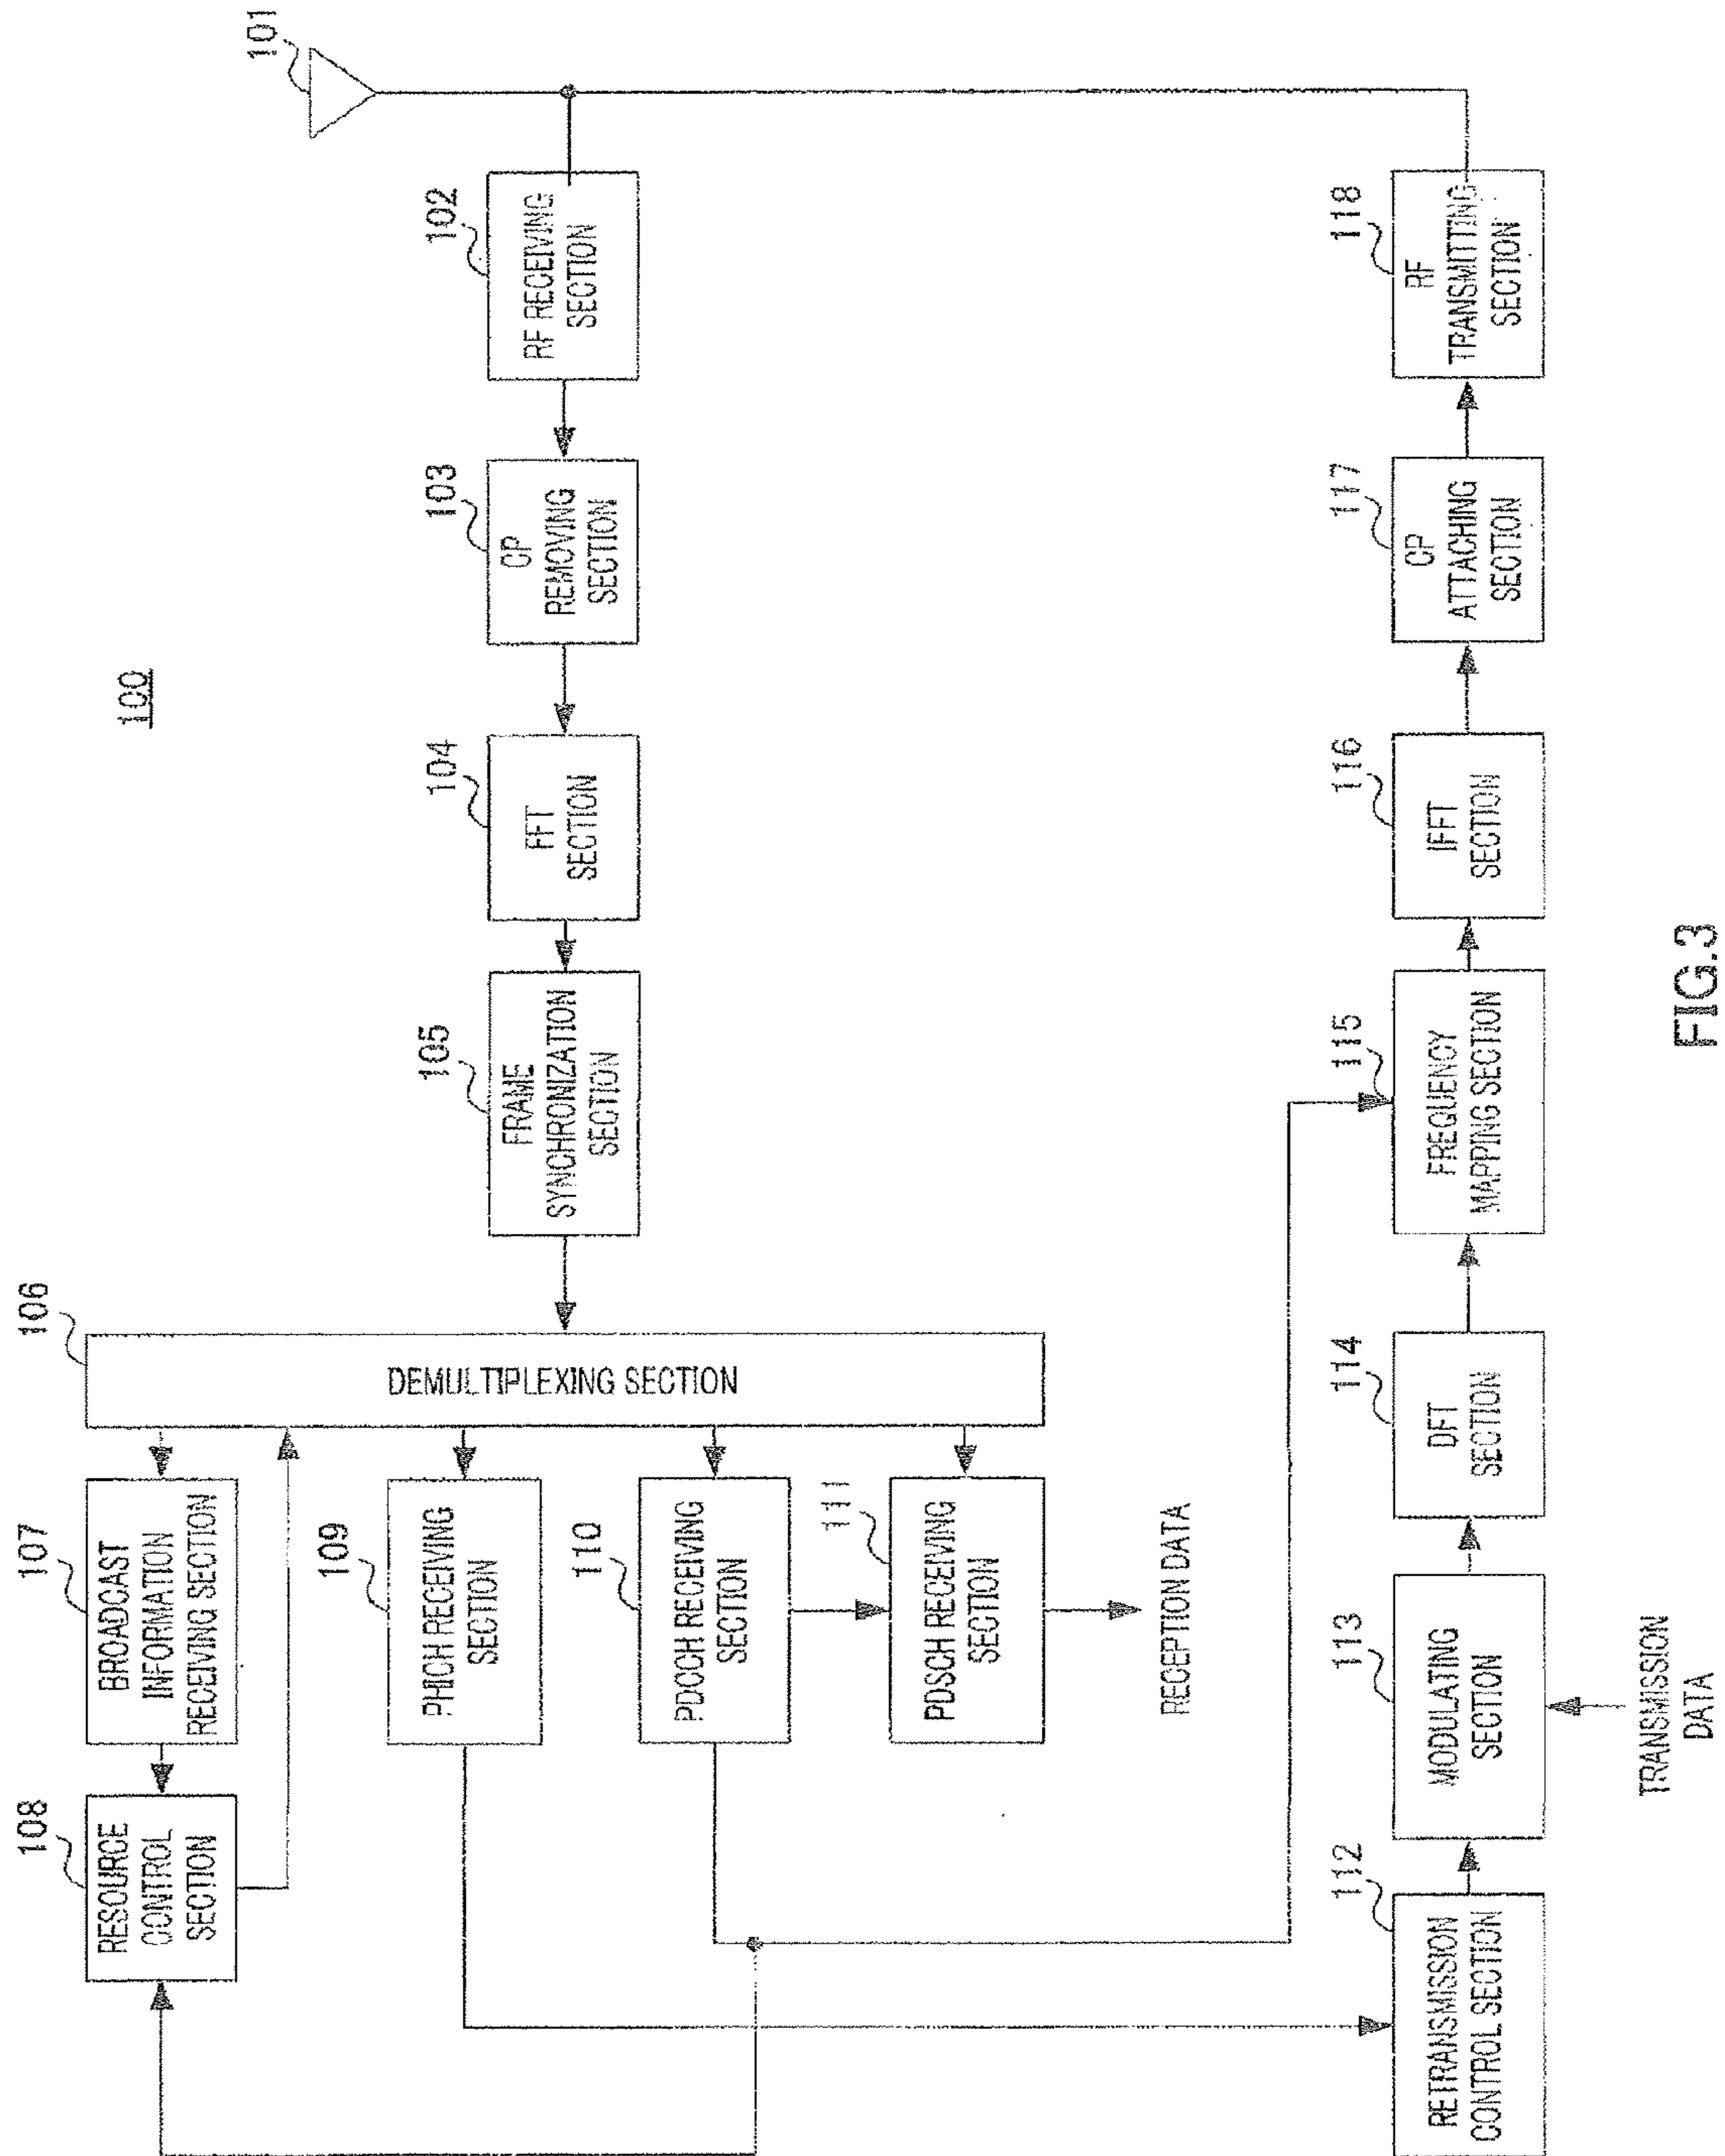 100
101
102
RF RECEIVING
SECTION
103
CP
REMOVING
SECTION
104
FFT
SECTION
105
FRAME
SYNCHRONIZATION
SECTION
106
DEMULTIPLEXING SECTION
107
BROADCAST
INFORMATION
RECEIVING SECTION
108
RESOURCE
CONTROL
SECTION
109
PHICH RECEIVING
SECTION
110
PDCCH RECEIVING
SECTION
111
PDSCH RECEIVING
SECTION
RECEPTION DATA
112
RETRANSMISSION
CONTROL SECTION
113
MODULATING
SECTION
TRANSMISSION
DATA
114
DFT
SECTION
115
FREQUENCY
MAPPING SECTION
116
IFFT
SECTION
117
CP
ATTACHING
SECTION
118
RF
TRANSMITTING
SECTION
FIG.3